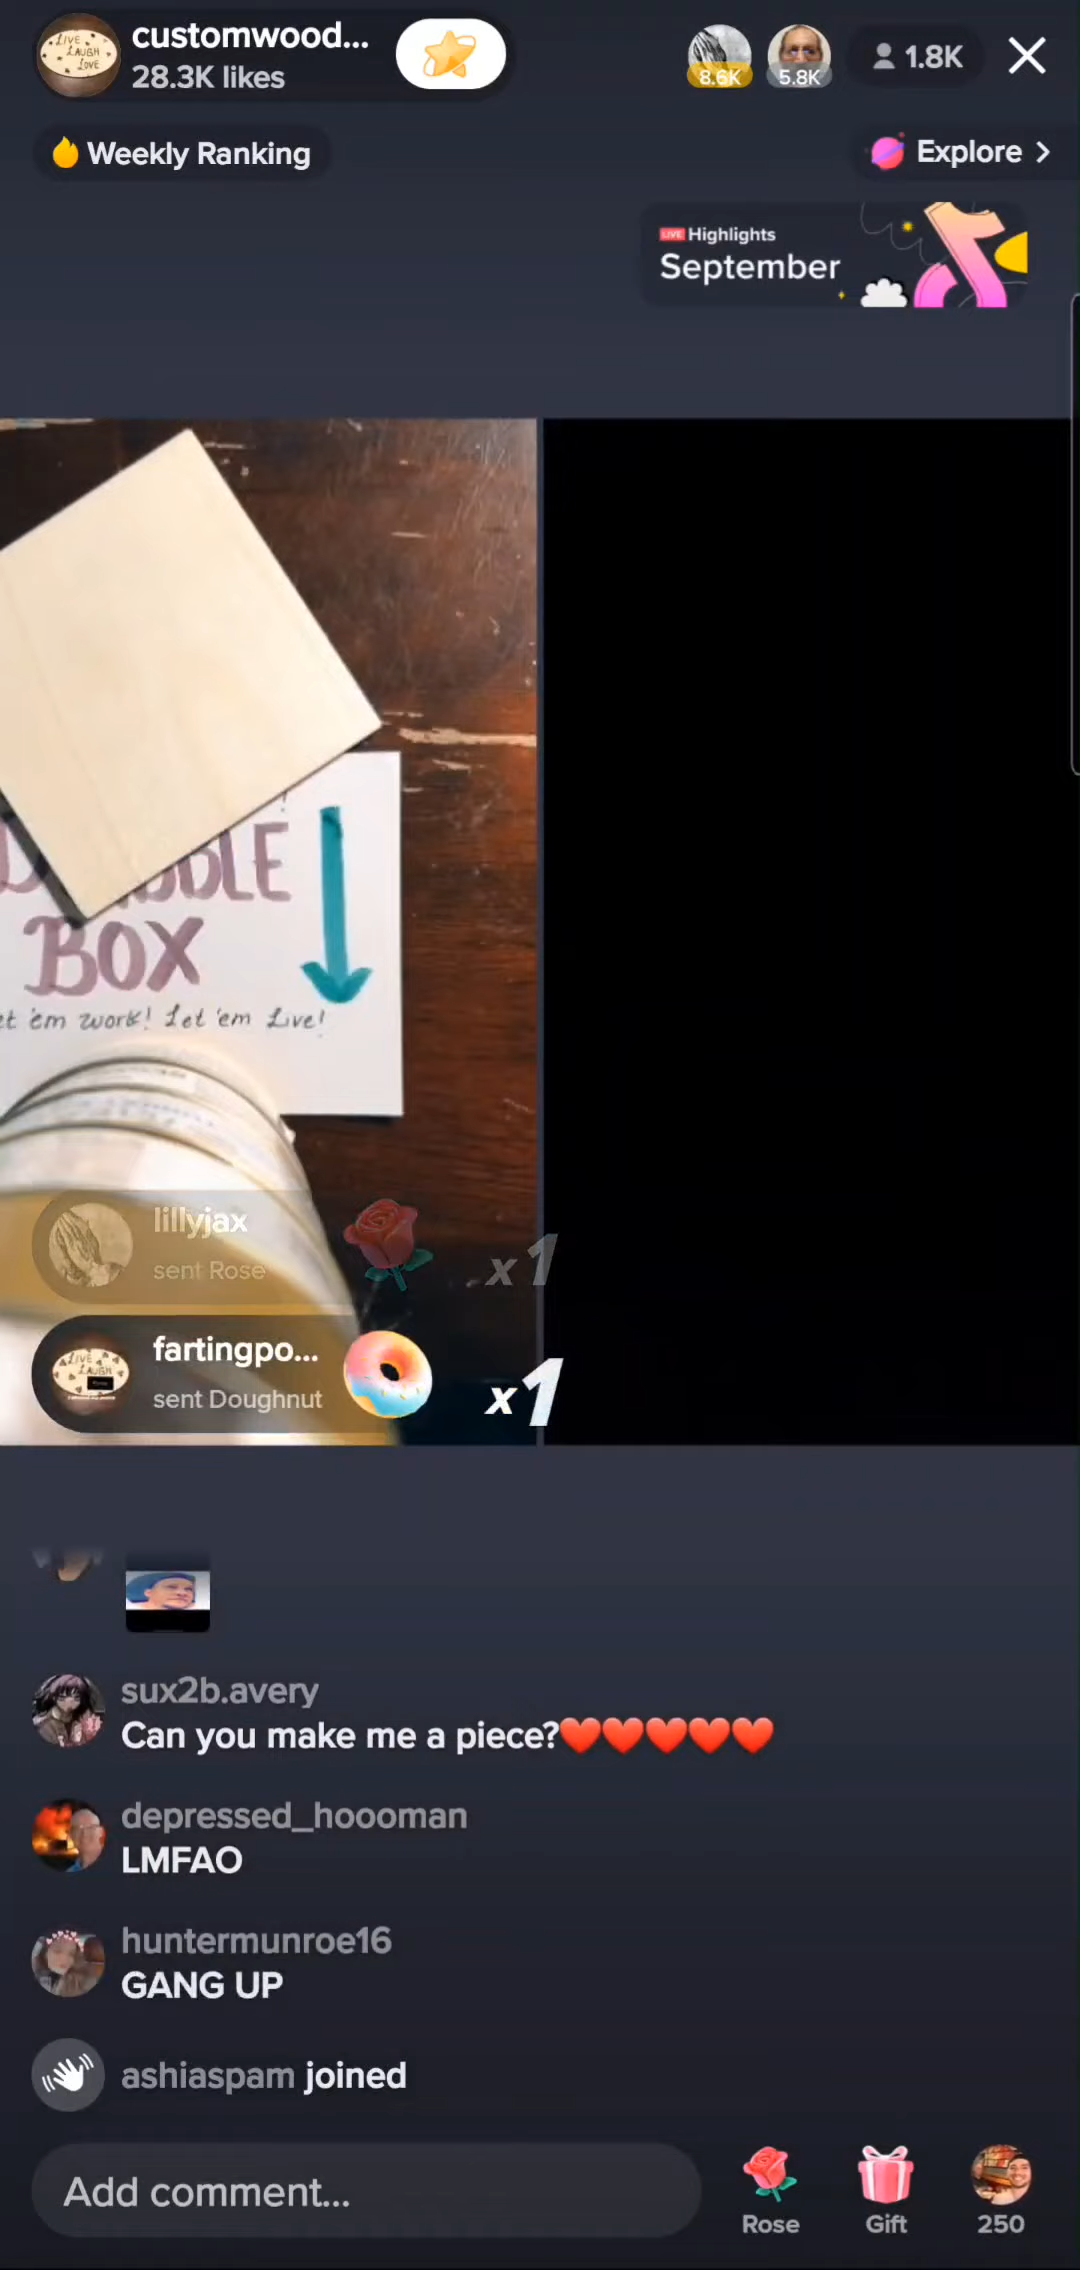 customwood...
28.3K likes
8.6K
5.8K
1.8K
Weekly Ranking
Explore
LIVE Highlights
September
BOX
'em work! Let 'em Live!
lillyjax
sent Rose
x1
fartingpo...
sent Doughnut
x1
sux2b.avery
Can you make me a piece?❤️❤️❤️❤️❤️
depressed_hoooman
LMFAO
huntermunroe16
GANG UP
ashiaspam joined
Add comment...
Rose
Gift
250